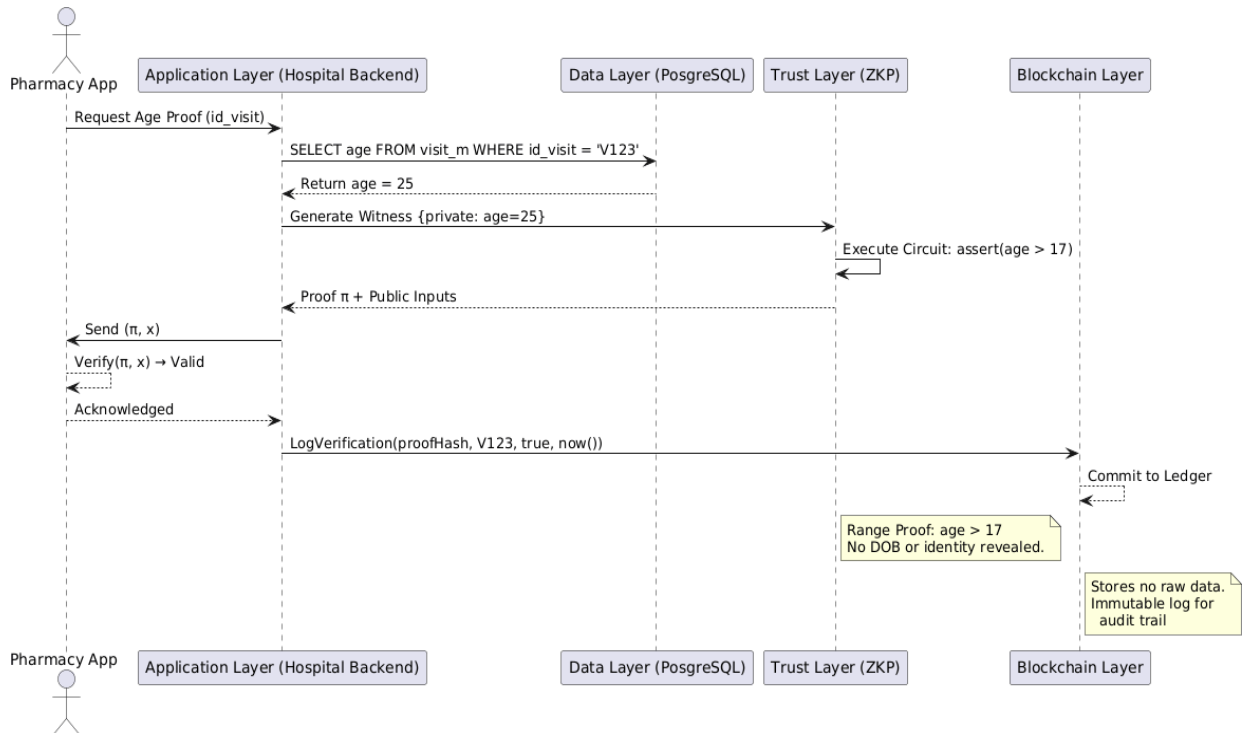 Pharmacy App
Application Layer (Hospital Backend)
Data Layer (PosgreSQL)
Trust Layer (ZKP)
Blockchain Layer
Request Age Proof (id_visit)
SELECT age FROM visit_m WHERE id_visit = 'V123'
Return age = 25
Generate Witness {private: age=25}
Execute Circuit: assert(age > 17)
Proof π + Public Inputs
Send (π, x)
Verify(π, x) → Valid
Acknowledged
LogVerification(proofHash, V123, true, now())
Commit to Ledger
Range Proof: age > 17
No DOB or identity revealed.
Stores no raw data.
Immutable log for
audit trail
Pharmacy App
Application Layer (Hospital Backend)
Data Layer (PosgreSQL)
Trust Layer (ZKP)
Blockchain Layer